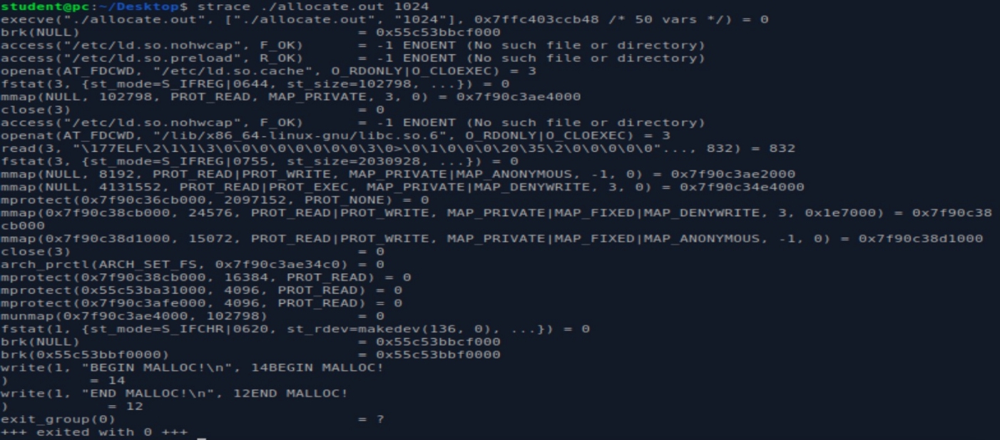 student@pc:~/Desktop$ strace ./allocate.out 1024
execve("./allocate.out", ["./allocate.out", "1024"], 0x7ffc403ccb48 /* 50 vars */) = 0
brk(NULL)                               = 0x55c53bbcf000
access("/etc/ld.so.nohwcap", F_OK)      = -1 ENOENT (No such file or directory)
access("/etc/ld.so.preload", R_OK)      = -1 ENOENT (No such file or directory)
openat(AT_FDCWD, "/etc/ld.so.cache", O_RDONLY|O_CLOEXEC) = 3
fstat(3, {st_mode=S_IFREG|0644, st_size=102798, ...}) = 0
mmap(NULL, 102798, PROT_READ, MAP_PRIVATE, 3, 0) = 0x7f90c3ae4000
close(3)                                = 0
access("/etc/ld.so.nohwcap", F_OK)      = -1 ENOENT (No such file or directory)
openat(AT_FDCWD, "/lib/x86_64-linux-gnu/libc.so.6", O_RDONLY|O_CLOEXEC) = 3
read(3, "\177ELF\2\1\1\3\0\0\0\0\0\0\0\0\3\0>\0\1\0\0\0\20\35\2\0\0\0\0\0"..., 832) = 832
fstat(3, {st_mode=S_IFREG|0755, st_size=2030928, ...}) = 0
mmap(NULL, 8192, PROT_READ|PROT_WRITE, MAP_PRIVATE|MAP_ANONYMOUS, -1, 0) = 0x7f90c3ae2000
mmap(NULL, 4131552, PROT_READ|PROT_EXEC, MAP_PRIVATE|MAP_DENYWRITE, 3, 0) = 0x7f90c34e4000
mprotect(0x7f90c36cb000, 2097152, PROT_NONE) = 0
mmap(0x7f90c38cb000, 24576, PROT_READ|PROT_WRITE, MAP_PRIVATE|MAP_FIXED|MAP_DENYWRITE, 3, 0x1e7000) = 0x7f90c38
cb000
mmap(0x7f90c38d1000, 15072, PROT_READ|PROT_WRITE, MAP_PRIVATE|MAP_FIXED|MAP_ANONYMOUS, -1, 0) = 0x7f90c38d1000
close(3)                                = 0
arch_prctl(ARCH_SET_FS, 0x7f90c3ae34c0) = 0
mprotect(0x7f90c38cb000, 16384, PROT_READ) = 0
mprotect(0x55c53ba31000, 4096, PROT_READ) = 0
mprotect(0x7f90c3afe000, 4096, PROT_READ) = 0
munmap(0x7f90c3ae4000, 102798)          = 0
fstat(1, {st_mode=S_IFCHR|0620, st_rdev=makedev(136, 0), ...}) = 0
brk(NULL)                               = 0x55c53bbcf000
brk(0x55c53bbf0000)                     = 0x55c53bbf0000
write(1, "BEGIN MALLOC!\n", 14BEGIN MALLOC!
)         = 14
write(1, "END MALLOC!\n", 12END MALLOC!
)           = 12
exit_group(0)                           = ?
+++ exited with 0 +++